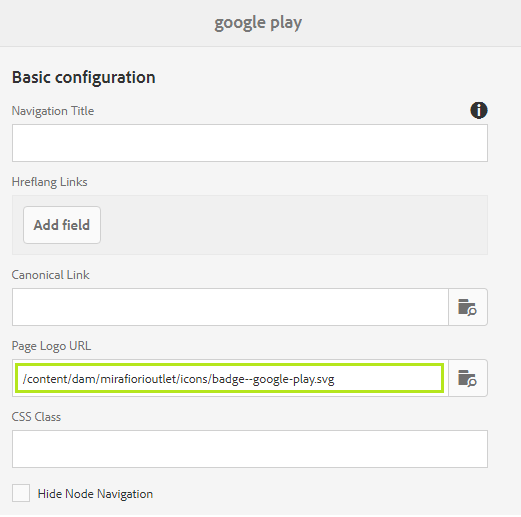 google play
Basic configuration
Navigation Title
Hreflang Links
Add field
Canonical Link
Page Logo URL
/content/dam/mirafiorioutlet/icons/badge--google-play.svg
CSS Class
Hide Node Navigation